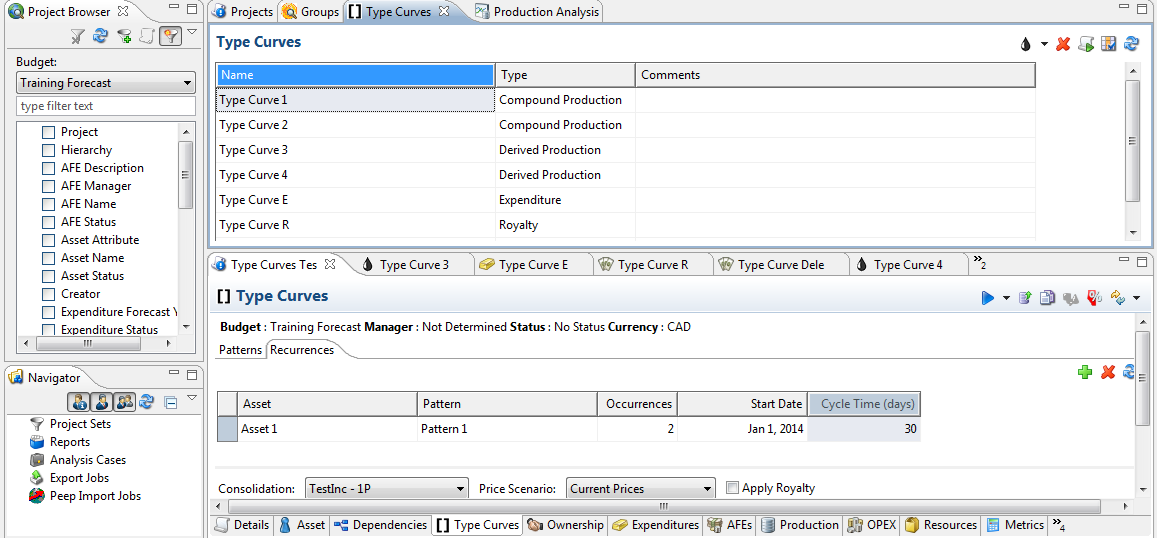 Project Browser
Budget:
Training Forecast
type filter text
Project
Hierarchy
AFE Description
AFE Manager
AFE Name
AFE Status
Asset Attribute
Asset Name
Asset Status
Creator
Expenditure Forecast Y
Expenditure Status
Navigator
Project Sets
Reports
Analysis Cases
Export Jobs
Peep Import Jobs
Projects Groups [ ] Type Curves Production Analysis
Type Curves
Name Type Comments
Type Curve 1 Compound Production
Type Curve 2 Compound Production
Type Curve 3 Derived Production
Type Curve 4 Derived Production
Type Curve E Expenditure
Type Curve R Royalty
Type Curves Tes Type Curve 3 Type Curve E Type Curve R Type Curve Dele Type Curve 4 »2
[ ] Type Curves
Budget : Training Forecast Manager : Not Determined Status : No Status Currency : CAD
Patterns Recurrences
Asset Pattern Occurrences Start Date Cycle Time (days)
Asset 1 Pattern 1 2 Jan 1, 2014 30
Consolidation: TestInc - 1P Price Scenario: Current Prices Apply Royalty
Details Asset Dependencies [ ] Type Curves Ownership Expenditures AFEs Production OPEX Resources Metrics »4